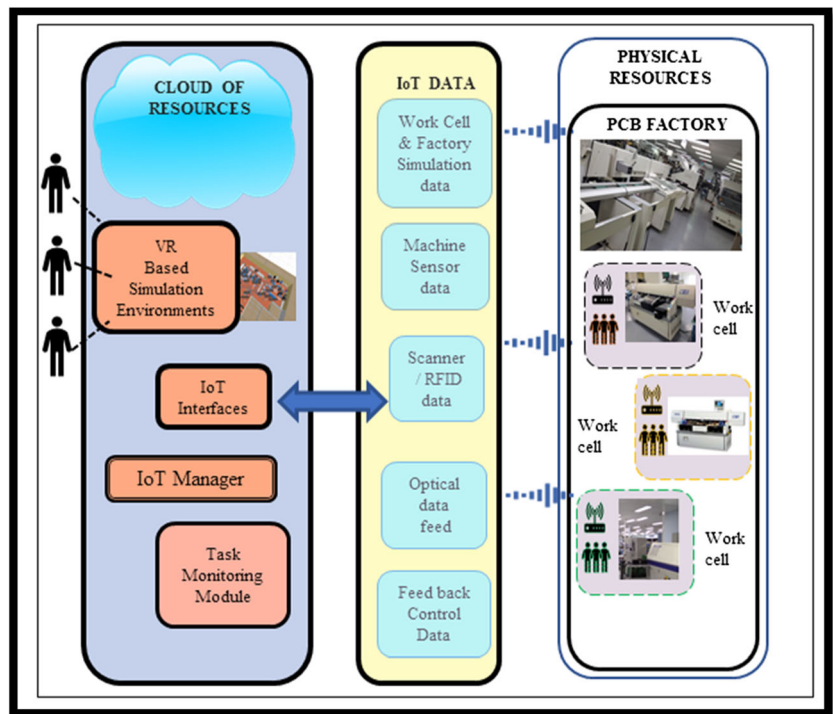 CLOUD OF
RESOURCES
VR
Based
Simulation
Environments
IoT
Interfaces
IoT Manager
Task
Monitoring
Module
IoT DATA
Work Cell
& Factory
Simulation
data
Machine
Sensor
data
Scanner
/ RFID
data
Optical
data
feed
Feed back
Control
Data
PHYSICAL
RESOURCES
PCB FACTORY
Work
cell
Work
cell
Work
cell